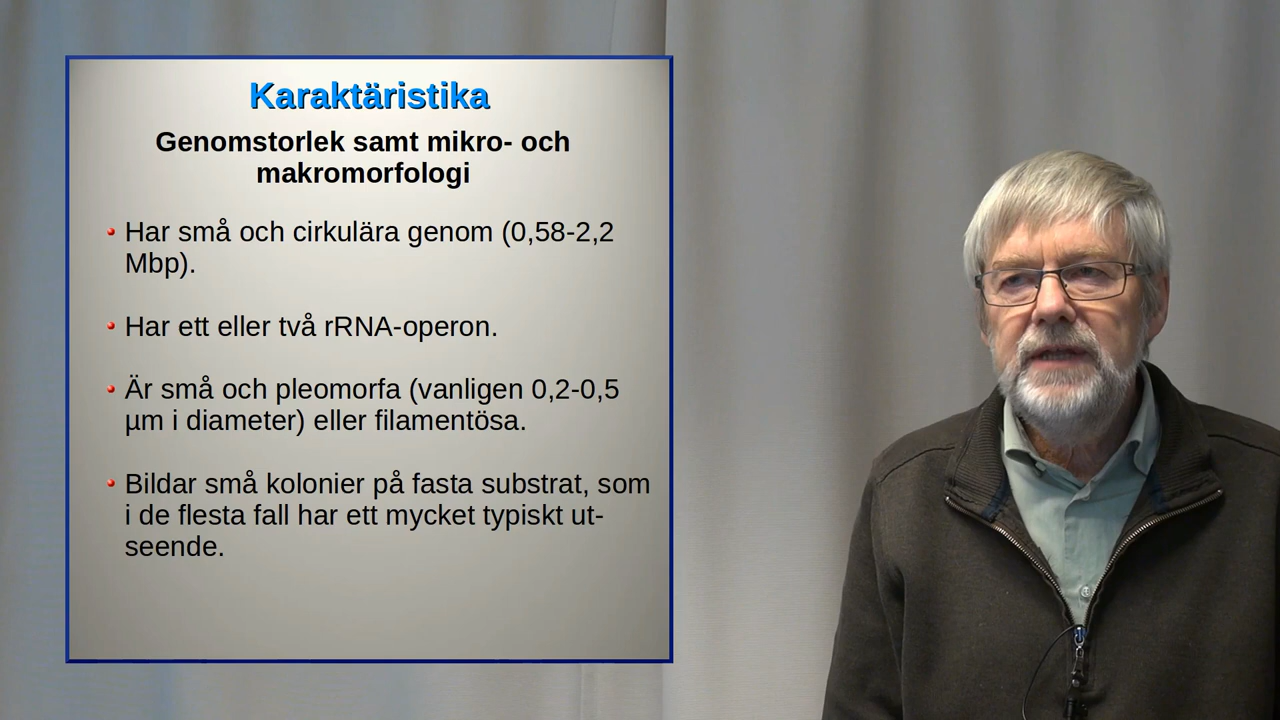 Karaktäristika
Genomstorlek samt mikro- och
makromorfologi
Har små och cirkulära genom (0,58-2,2
Mbp).
Har ett eller två rRNA-operon.
Är små och pleomorfa (vanligen 0,2-0,5
µm i diameter) eller filamentösa.
Bildar små kolonier på fasta substrat, som
i de flesta fall har ett mycket typiskt ut-
seende.